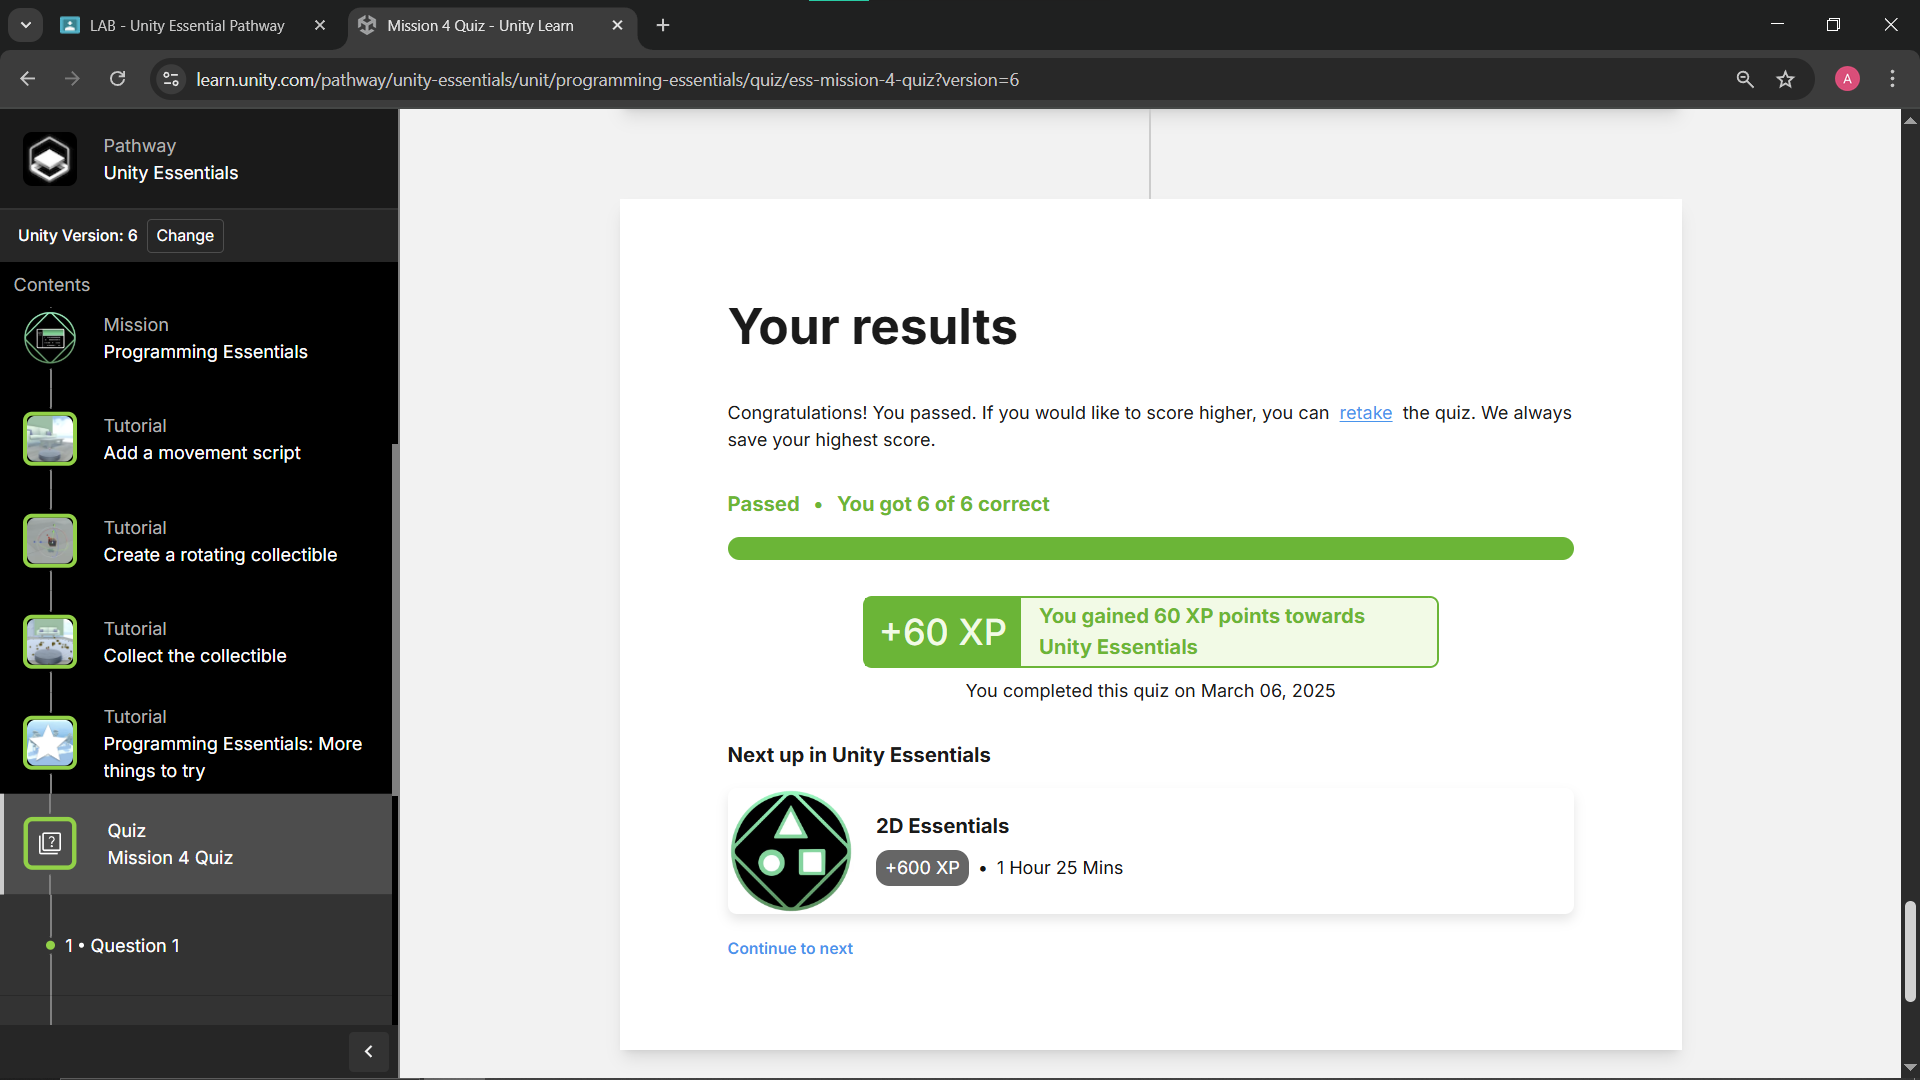 LAB - Unity Essential Pathway
Mission 4 Quiz - Unity Learn
learn.unity.com/pathway/unity-essentials/unit/programming-essentials/quiz/ess-mission-4-quiz?version=6
A
Pathway
Unity Essentials
Unity Version: 6
Change
Contents
Mission
Programming Essentials
Tutorial
Add a movement script
Tutorial
Create a rotating collectible
Tutorial
Collect the collectible
Tutorial
Programming Essentials: More
things to try
Quiz
Mission 4 Quiz
1 • Question 1
Your results
Congratulations! You passed. If you would like to score higher, you can retake the quiz. We always
save your highest score.
Passed • You got 6 of 6 correct
+60 XP
You gained 60 XP points towards
Unity Essentials
You completed this quiz on March 06, 2025
Next up in Unity Essentials
2D Essentials
+600 XP • 1 Hour 25 Mins
Continue to next